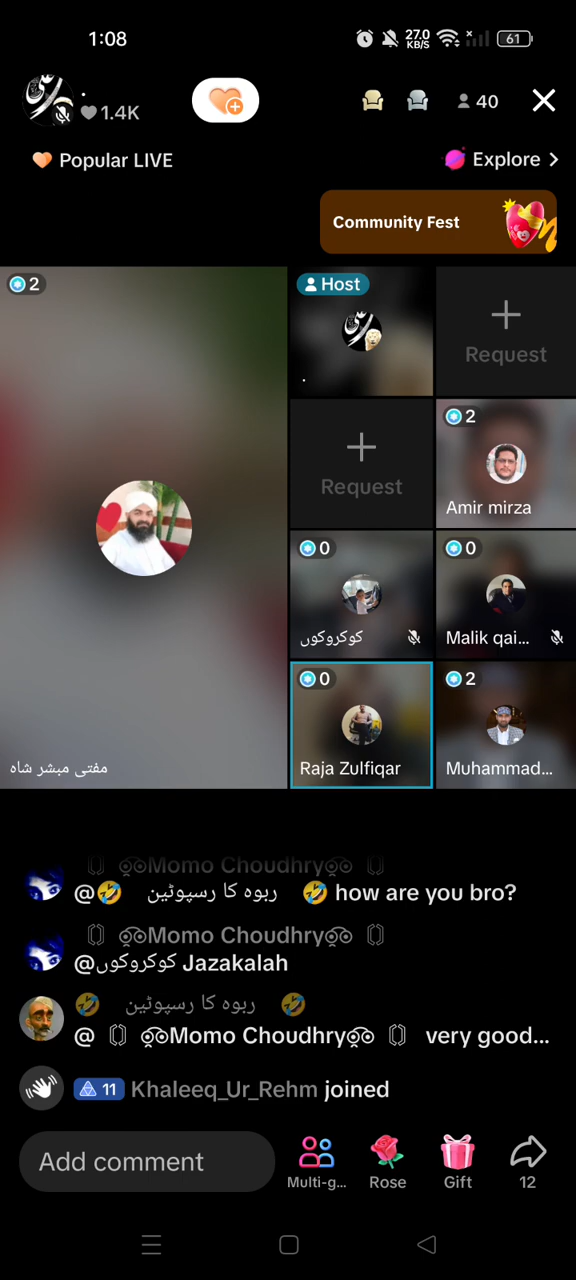 1:08
27.0
KB/S
61
.
1.4K
40
Popular LIVE
Explore >
Community Fest
2
Host
.
+
Request
+
Request
2
Amir mirza
0
کوکروکوں
0
Malik qai...
0
Raja Zulfiqar
2
Muhammad...
مفتی مبشر شاہ
Momo Choudhry
@🤣 ربوہ کا رسپوٹین 🤣 how are you bro?
Momo Choudhry
@کوکروکوں Jazakalah
🤣 ربوہ کا رسپوٹین 🤣
@ Momo Choudhry very good...
11 Khaleeq_Ur_Rehm joined
Add comment
Multi-g...
Rose
Gift
12